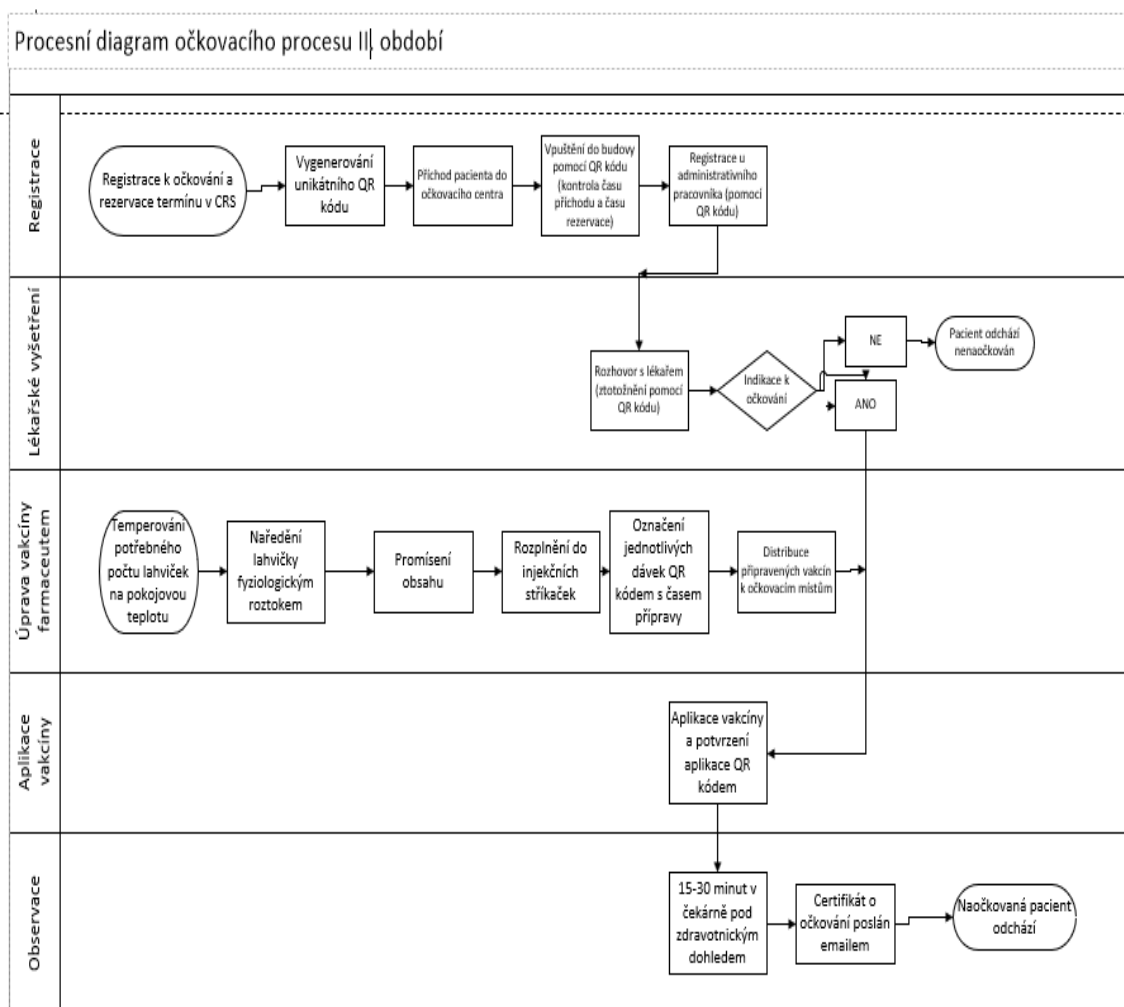 Procesní diagram očkovacího procesu II, období
Registrace
Registrace k očkování a
rezervace termínu v CRS
Vygenerování
unikátního QR
kódu
Příchod pacienta do
očkovacího centra
Vpuštění do budovy
pomocí QR kódu
(kontrola času
příchodu a času
rezervace)
Registrace u
administrativního
pracovníka (pomocí
QR kódu)
Lékařské vyšetření
Rozhovor s lékařem
(ztotožnění pomocí
QR kódu)
Indikace k
očkování
NE
Pacient odchází
nenaočkován
ANO
Úprava vakcíny
farmaceutem
Temperování
potřebného
počtu lahviček
na pokojovou
teplotu
Naředění
lahvičky
fyziologickým
roztokem
Promísení
obsahu
Rozplnění do
injekčních
stříkaček
Označení
jednotlivých
dávek QR
kódem s časem
přípravy
Distribuce
připravených vakcín
k očkovacím místům
Aplikace
vakcíny
Aplikace vakcíny
a potvrzení
aplikace QR
kódem
Observace
15-30 minut v
čekárně pod
zdravotnickým
dohledem
Certifikát o
očkování poslán
emailem
Naočkovaná pacient
odchází